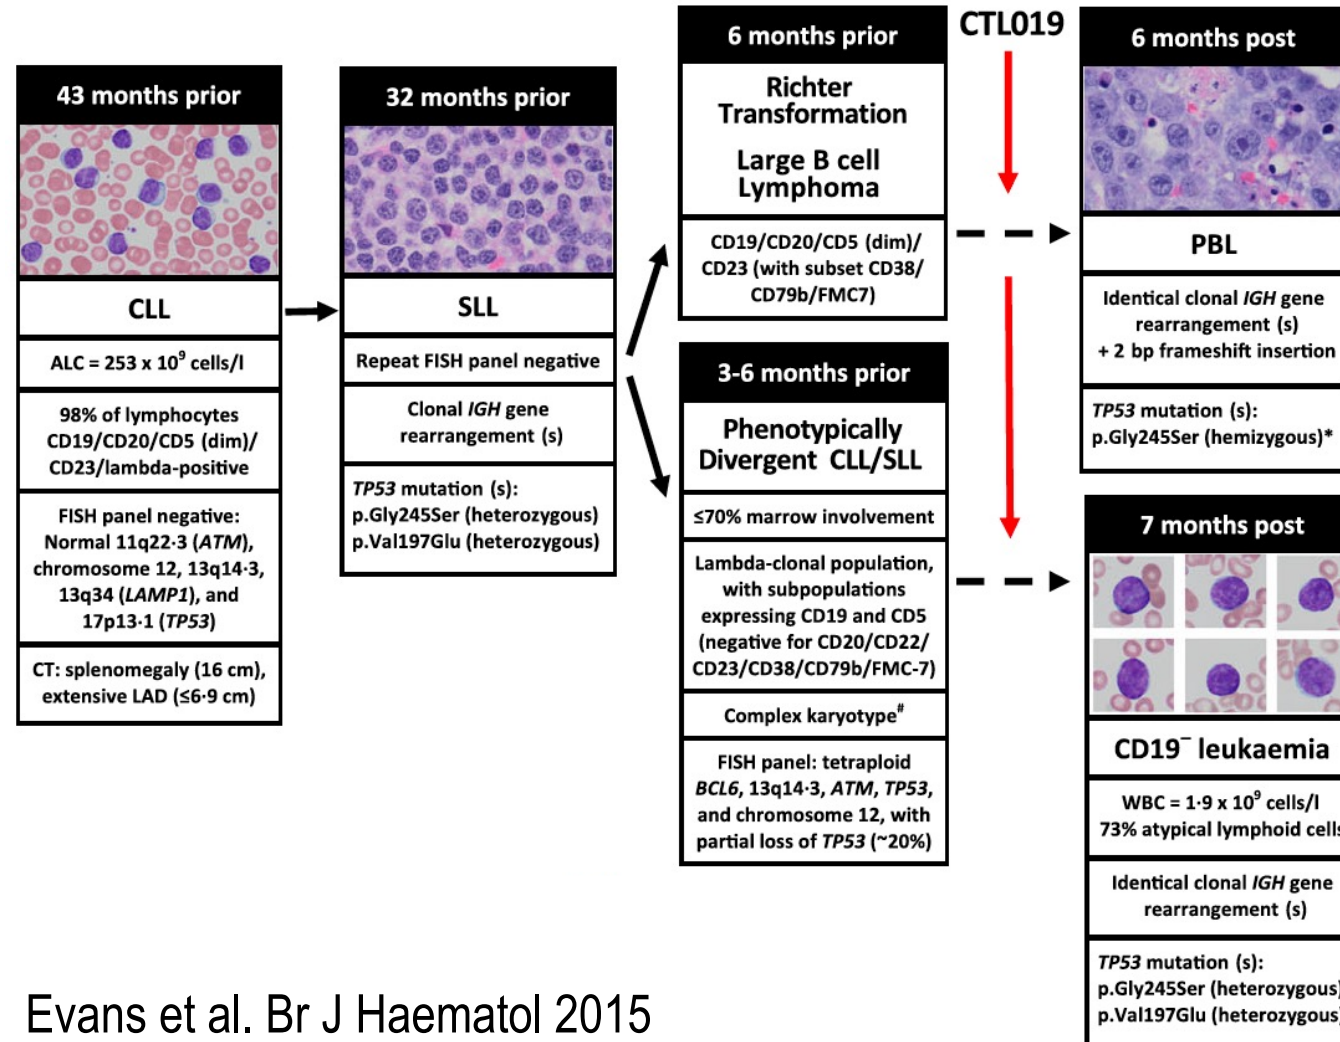 43 months prior
CLL
ALC = 253 x 10⁹ cells/l
98% of lymphocytes
CD19/CD20/CD5 (dim)/
CD23/lambda-positive
FISH panel negative:
Normal 11q22·3 (ATM),
chromosome 12, 13q14·3,
13q34 (LAMP1), and
17p13·1 (TP53)
CT: splenomegaly (16 cm),
extensive LAD (≤6·9 cm)
32 months prior
SLL
Repeat FISH panel negative
Clonal IGH gene
rearrangement (s)
TP53 mutation (s):
p.Gly245Ser (heterozygous)
p.Val197Glu (heterozygous)
6 months prior
Richter
Transformation
Large B cell
Lymphoma
CD19/CD20/CD5 (dim)/
CD23 (with subset CD38/
CD79b/FMC7)
3-6 months prior
Phenotypically
Divergent CLL/SLL
≤70% marrow involvement
Lambda-clonal population,
with subpopulations
expressing CD19 and CD5
(negative for CD20/CD22/
CD23/CD38/CD79b/FMC-7)
Complex karyotype#
FISH panel: tetraploid
BCL6, 13q14·3, ATM, TP53,
and chromosome 12, with
partial loss of TP53 (~20%)
CTL019
6 months post
PBL
Identical clonal IGH gene
rearrangement (s)
+ 2 bp frameshift insertion
TP53 mutation (s):
p.Gly245Ser (hemizygous)*
7 months post
CD19⁻ leukaemia
WBC = 1·9 x 10⁹ cells/l
73% atypical lymphoid cells
Identical clonal IGH gene
rearrangement (s)
TP53 mutation (s):
p.Gly245Ser (heterozygous)
p.Val197Glu (heterozygous
Evans et al. Br J Haematol 2015